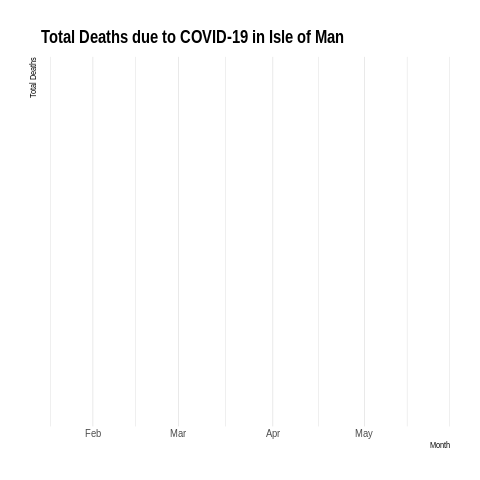 Total Deaths due to COVID-19 in Isle of Man
Total Deaths
Feb Mar Apr May
Month